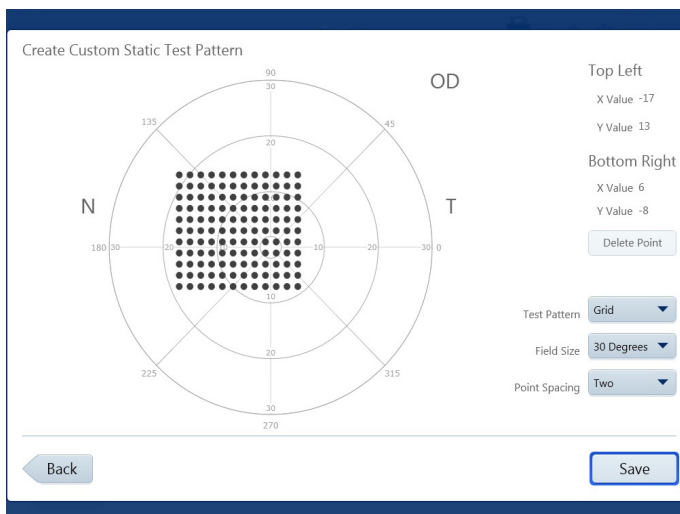 Create Custom Static Test Pattern
OD
N
T
90
30
135
45
20
10
180 30
20
10
10
20
30 0
10
20
225
315
30
270
Top Left
X Value -17
Y Value 13
Bottom Right
X Value 6
Y Value -8
Delete Point
Test Pattern Grid
Field Size 30 Degrees
Point Spacing Two
Back
Save